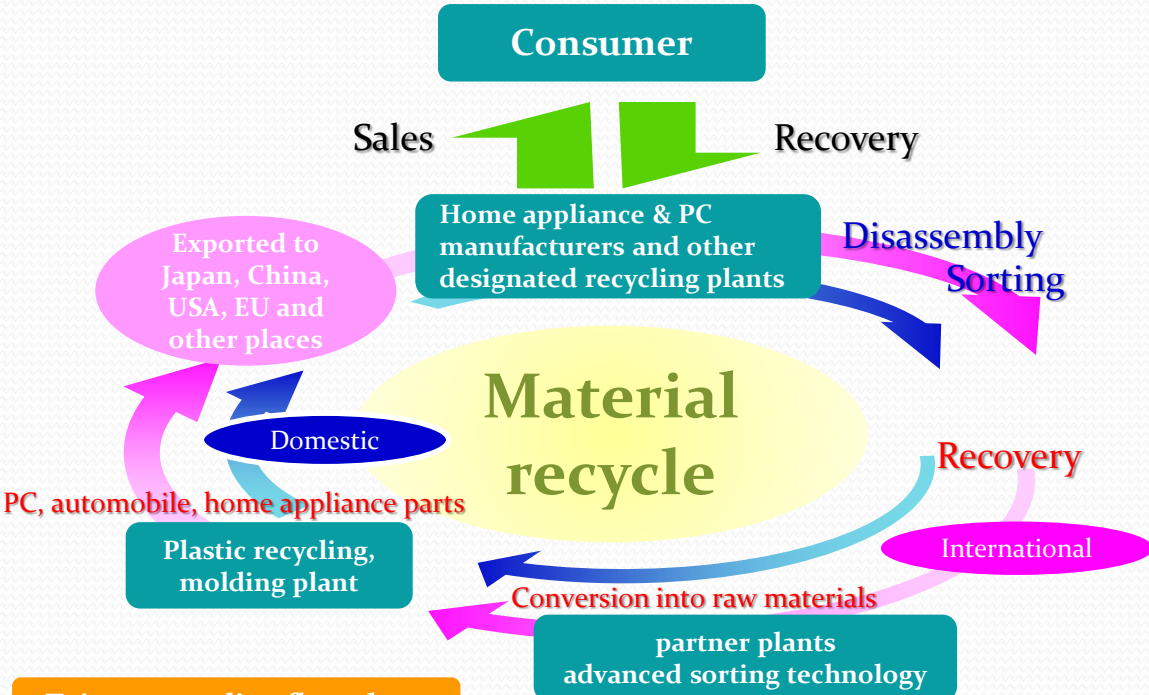 Consumer
Sales
Recovery
Home appliance & PC
manufacturers and other
designated recycling plants
Disassembly
Sorting
Exported to
Japan, China,
USA, EU and
other places
Material
recycle
Domestic
Recovery
PC, automobile, home appliance parts
International
Plastic recycling,
molding plant
Conversion into raw materials
partner plants
advanced sorting technology